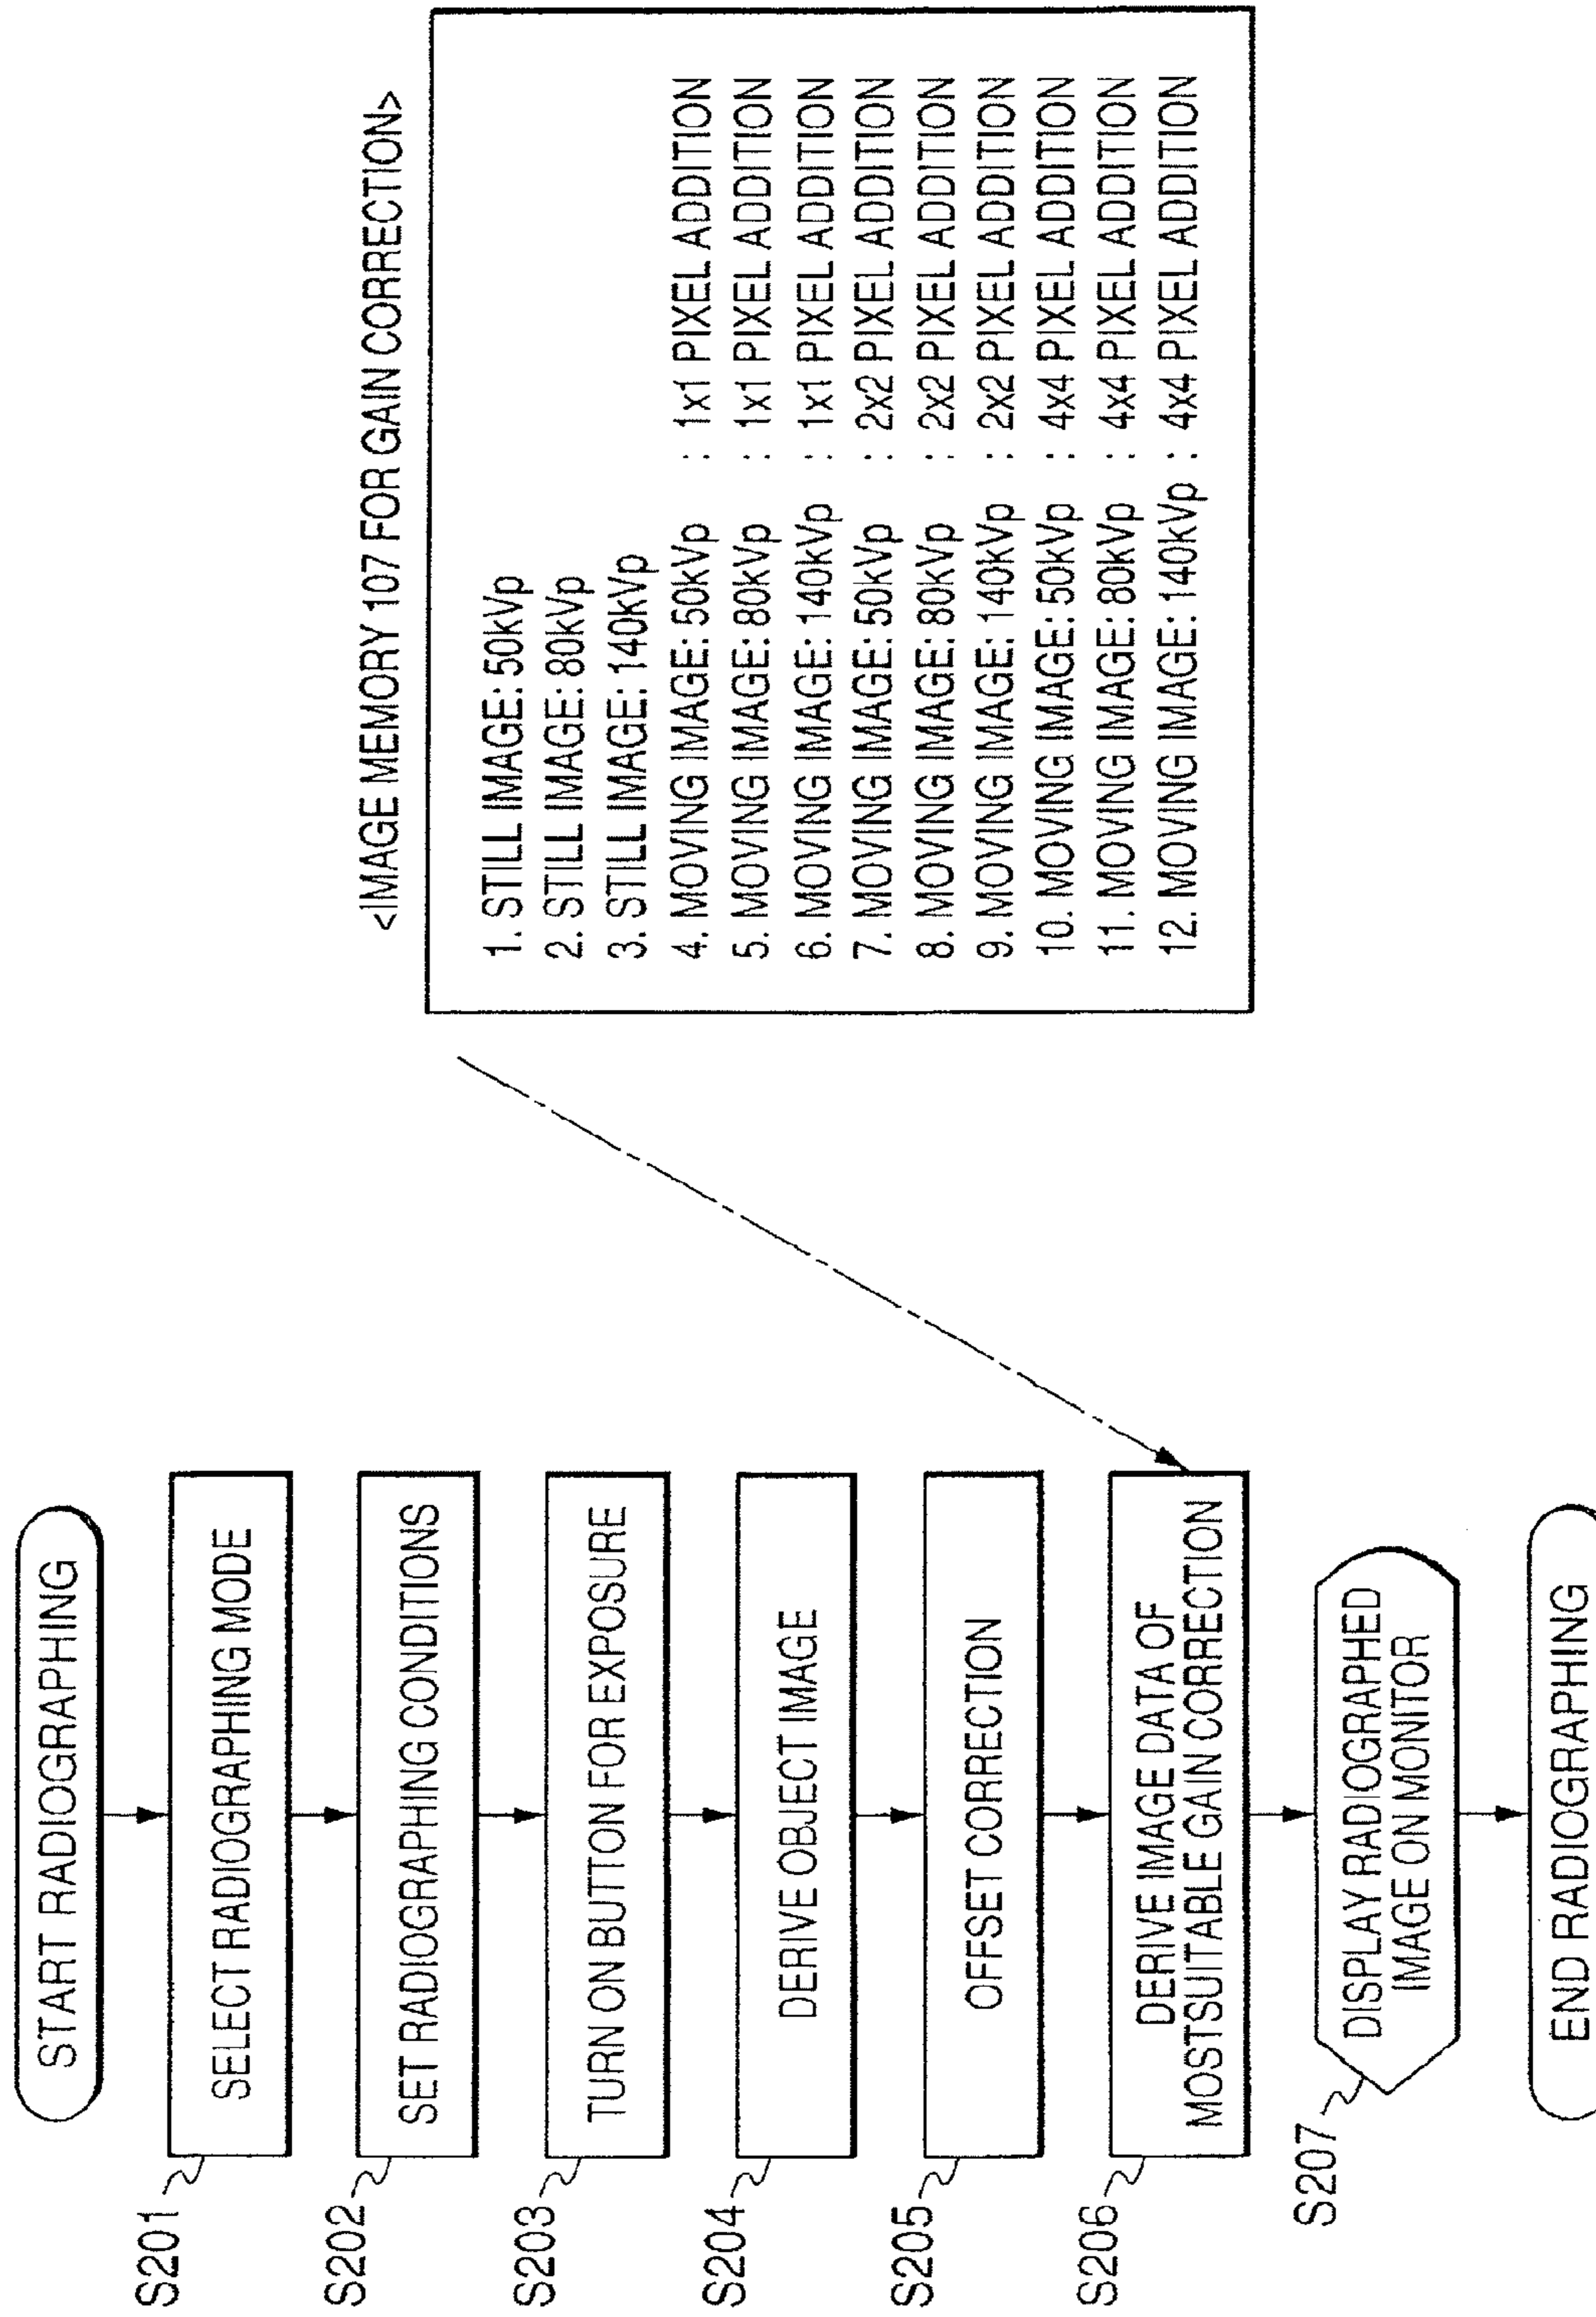 START RADIOGRAPHING
S201
SELECT RADIOGRAPHING MODE
S202
SET RADIOGRAPHING CONDITIONS
S203
TURN ON BUTTON FOR EXPOSURE
S204
DERIVE OBJECT IMAGE
S205
OFFSET CORRECTION
S206
DERIVE IMAGE DATA OF
MOSTSUITABLE GAIN CORRECTION
S207
DISPLAY RADIOGRAPHED
IMAGE ON MONITOR
END RADIOGRAPHING
<IMAGE MEMORY 107 FOR GAIN CORRECTION>
1. STILL IMAGE: 50kVp
2. STILL IMAGE: 80kVp
3. STILL IMAGE: 140kVp
4. MOVING IMAGE: 50kVp : 1x1 PIXEL ADDITION
5. MOVING IMAGE: 80kVp : 1x1 PIXEL ADDITION
6. MOVING IMAGE: 140kVp : 1x1 PIXEL ADDITION
7. MOVING IMAGE: 50kVp : 2x2 PIXEL ADDITION
8. MOVING IMAGE: 80kVp : 2x2 PIXEL ADDITION
9. MOVING IMAGE: 140kVp : 2x2 PIXEL ADDITION
10. MOVING IMAGE: 50kVp : 4x4 PIXEL ADDITION
11. MOVING IMAGE: 80kVp : 4x4 PIXEL ADDITION
12. MOVING IMAGE: 140kVp : 4x4 PIXEL ADDITION